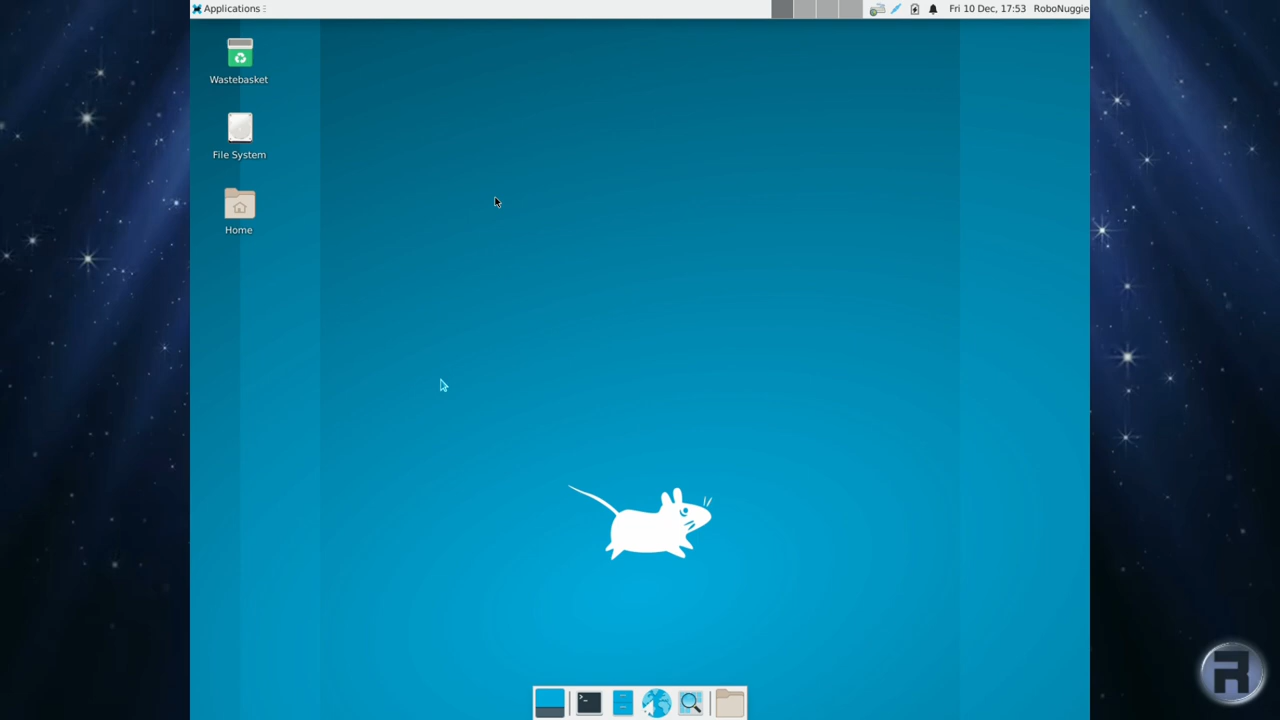 Applications
Fri 10 Dec, 17:53 RoboNuggie
Wastebasket
File System
Home
R